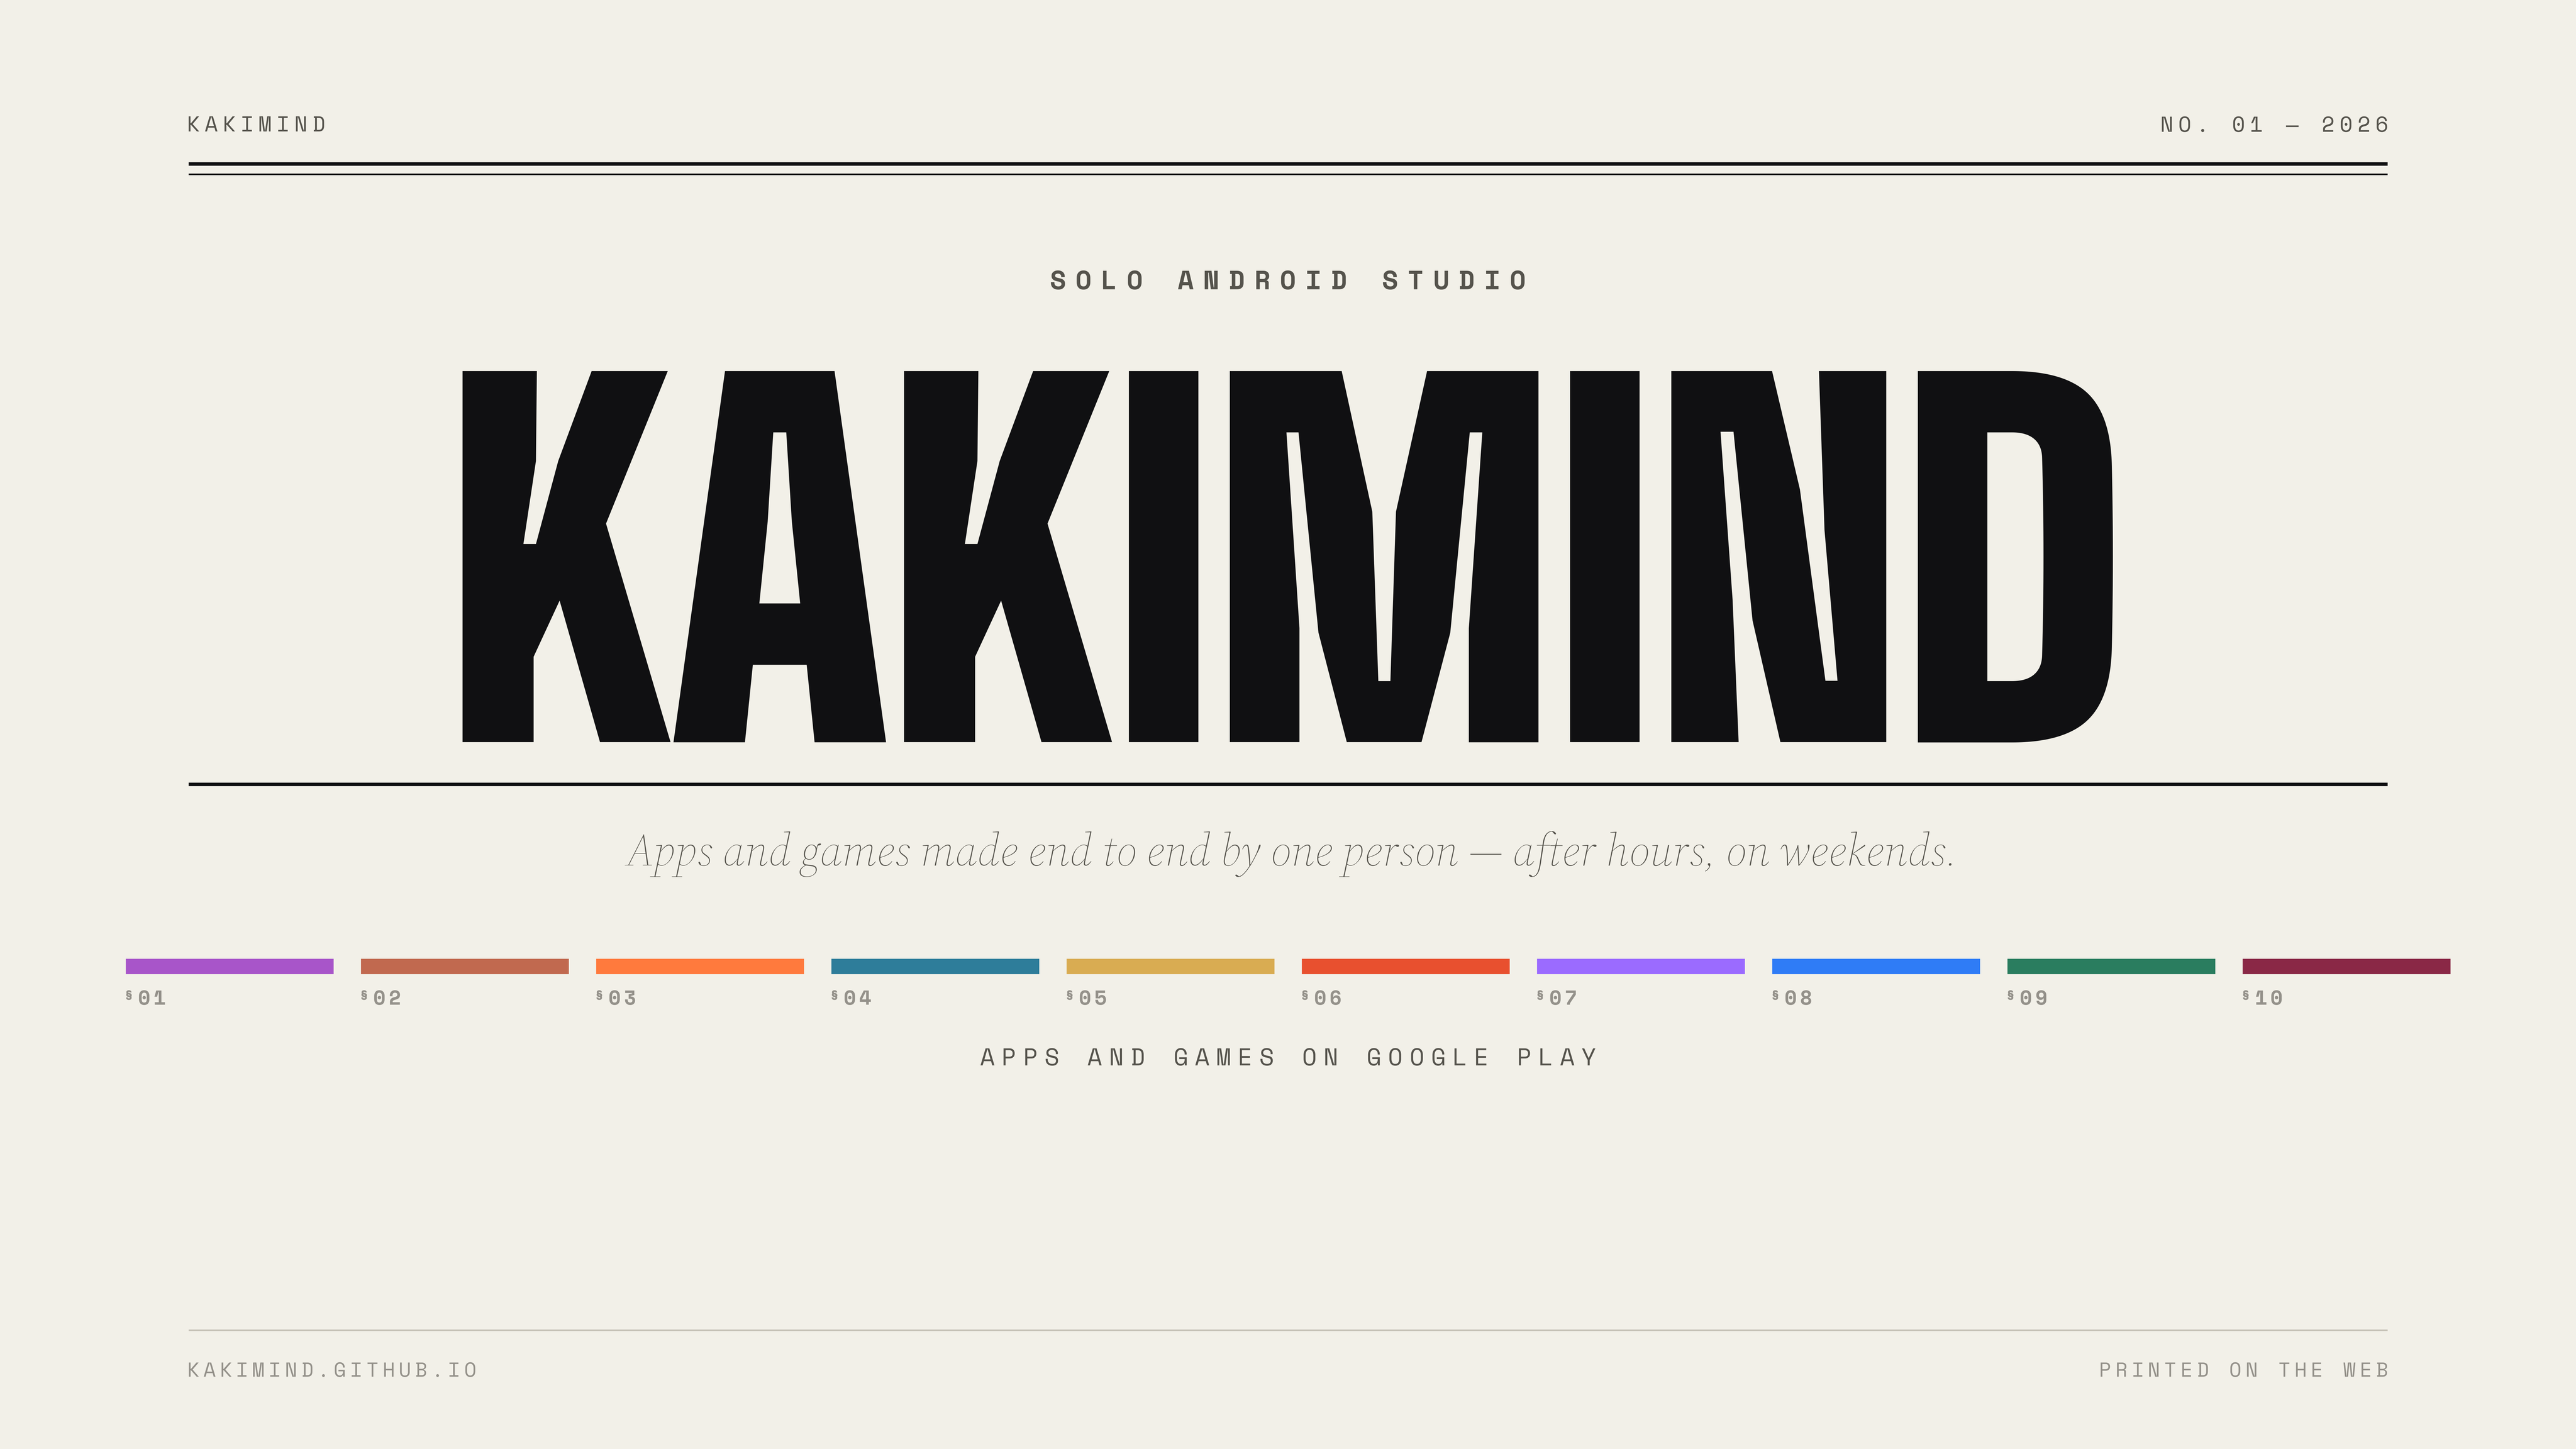 KAKIMIND
NO. 01 — 2026
SOLO ANDROID STUDIO
KAKIMIND
Apps and games made end to end by one person — after hours, on weekends.
§01 §02 §03 §04 §05 §06 §07 §08 §09 §10
APPS AND GAMES ON GOOGLE PLAY
KAKIMIND.GITHUB.IO
PRINTED ON THE WEB